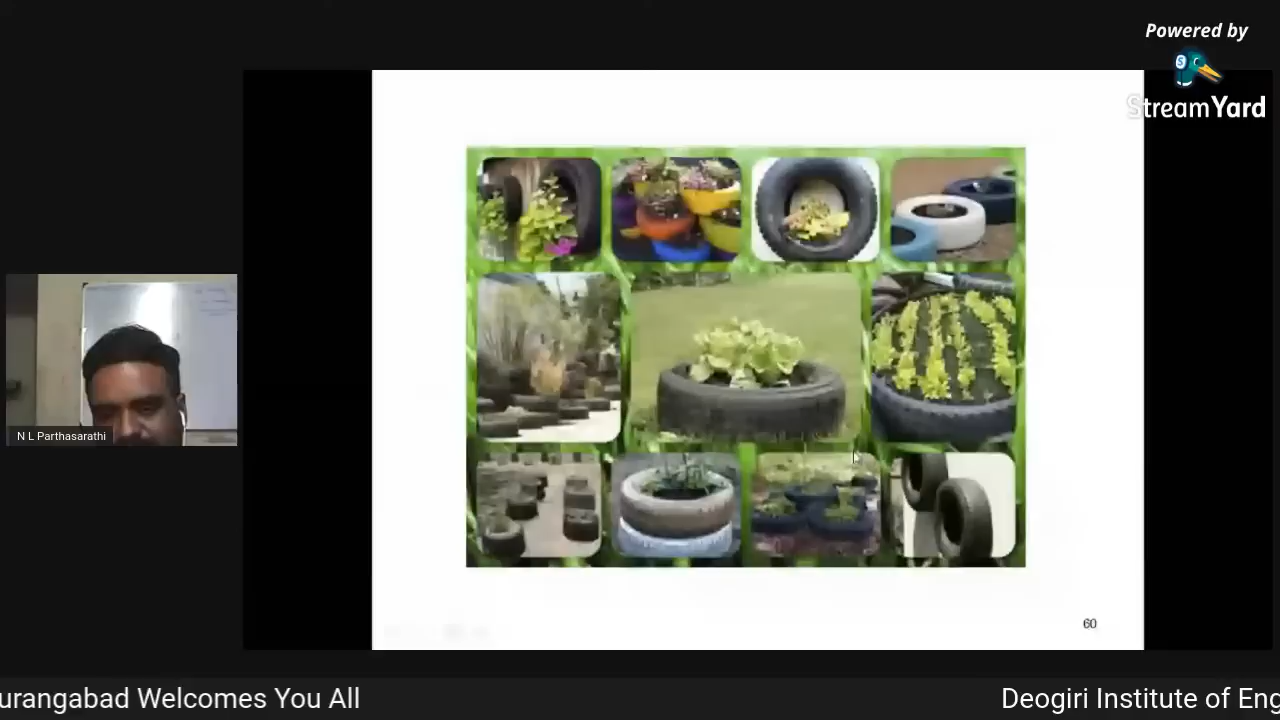 Powered by
StreamYard
N L Parthasarathi
60
urangabad Welcomes You All
Deogiri Institute of Eng